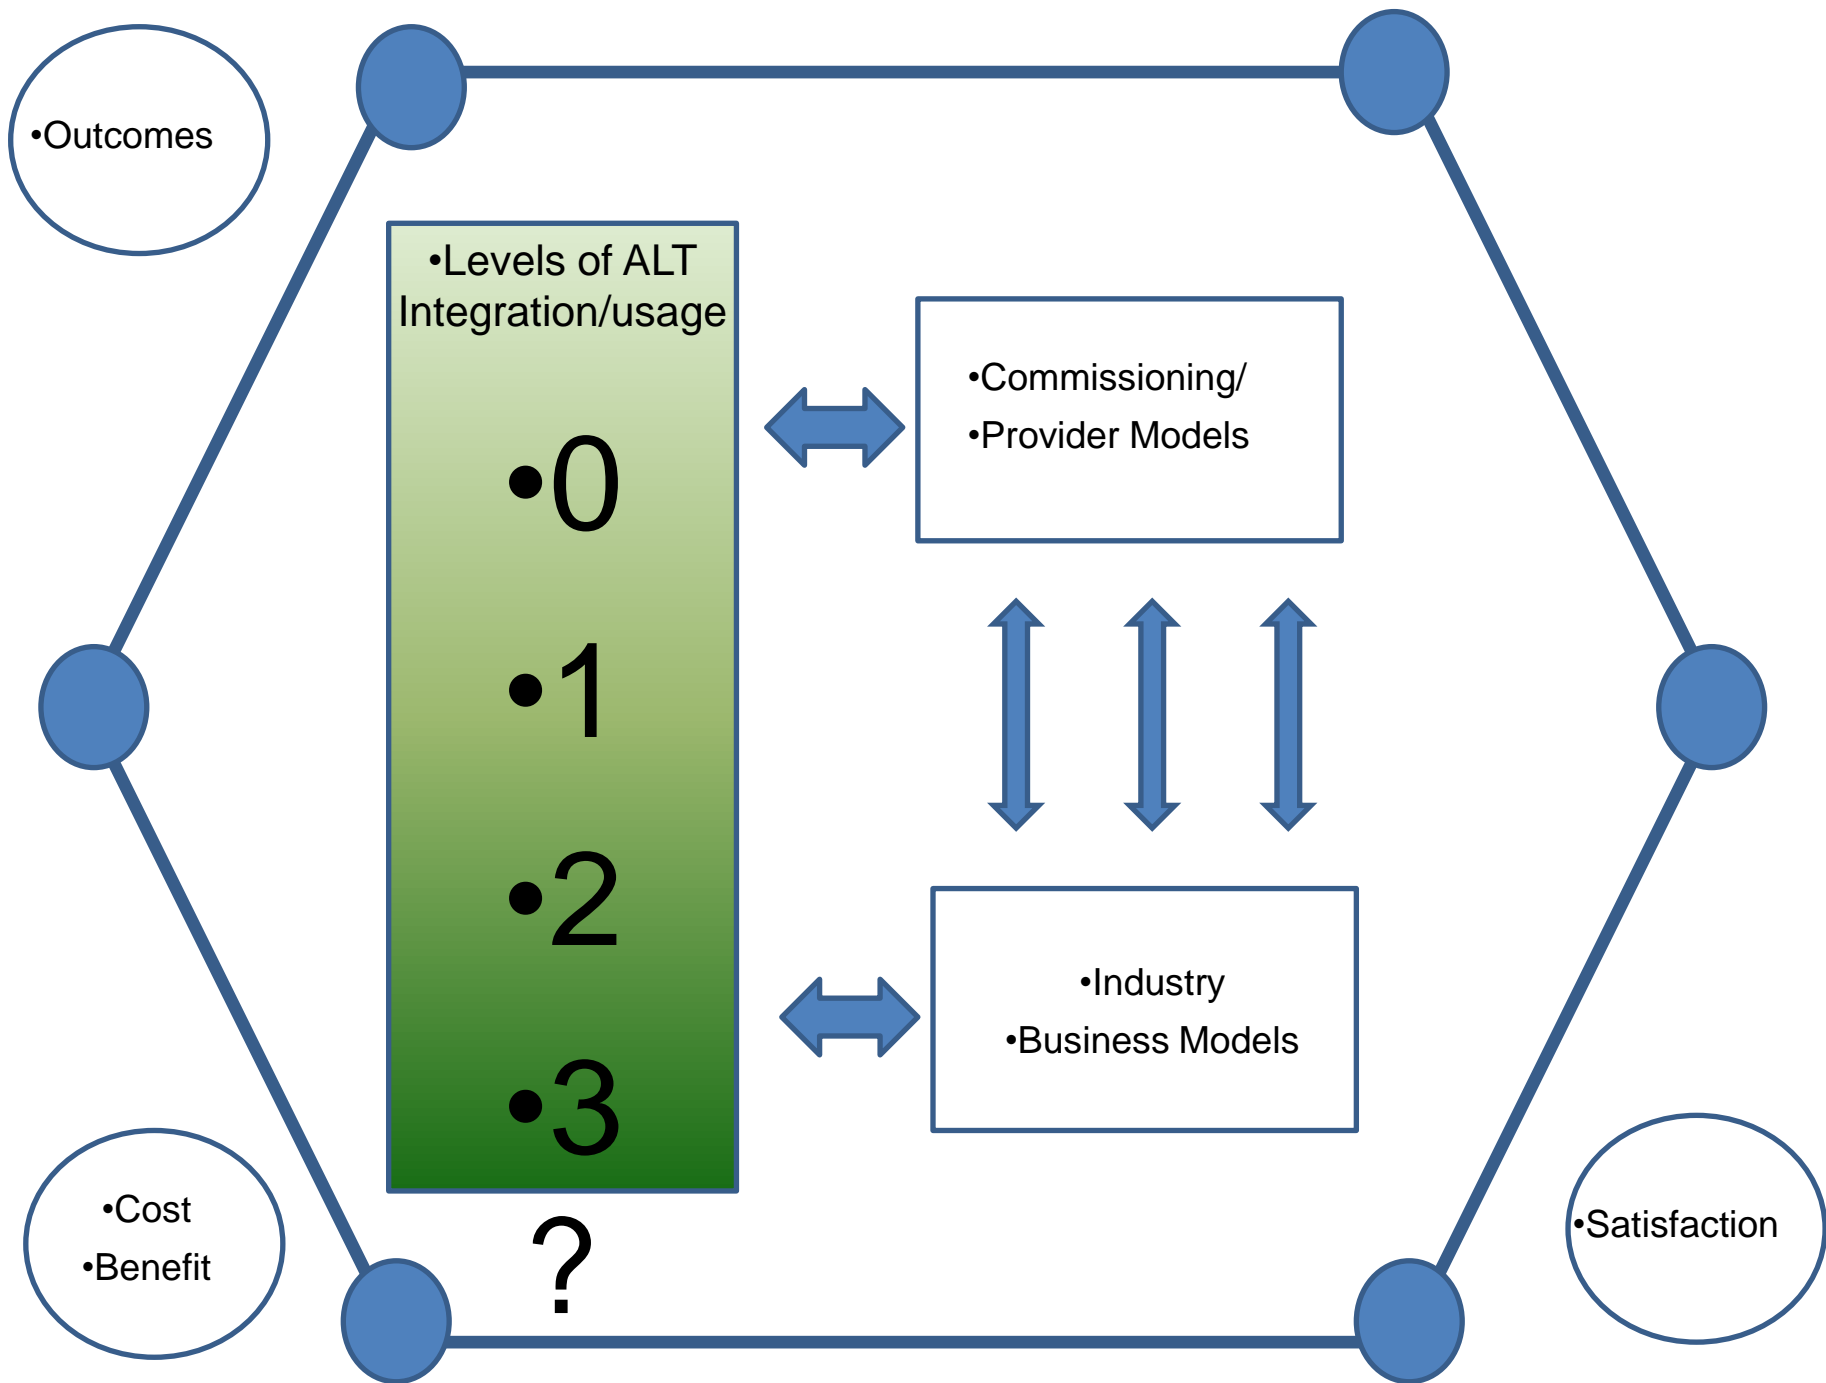 •Outcomes
•Levels of ALT
Integration/usage
•0
•1
•2
•3
?
•Commissioning/
•Provider Models
•Industry
•Business Models
•Cost
•Benefit
•Satisfaction